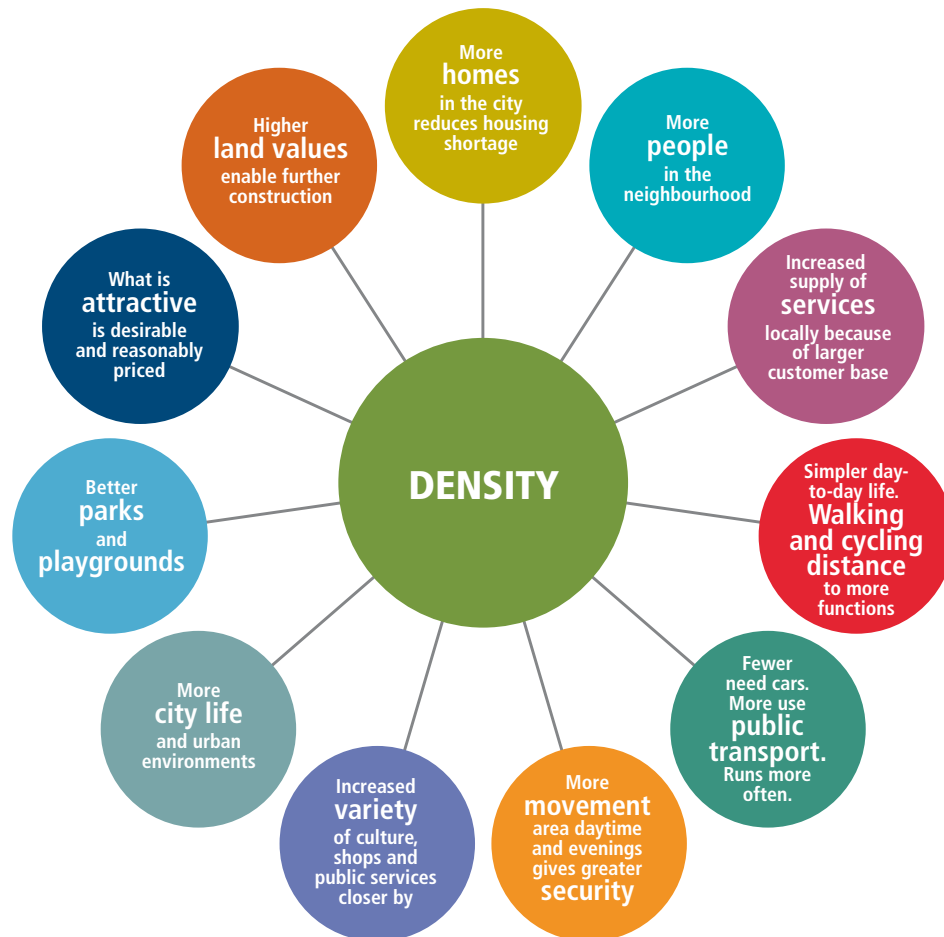 More
homes
in the city
reduces housing
shortage
More
people
in the
neighbourhood
Increased
supply of
services
locally because
of larger
customer base
Simpler day-
to-day life.
Walking
and cycling
distance
to more
functions
Fewer
need cars.
More use
public
transport.
Runs more
often.
More
movement
area daytime
and evenings
gives greater
security
Increased
variety
of culture,
shops and
public services
closer by
More
city life
and urban
environments
Better
parks
and
playgrounds
What is
attractive
is desirable
and reasonably
priced
Higher
land values
enable further
construction
DENSITY